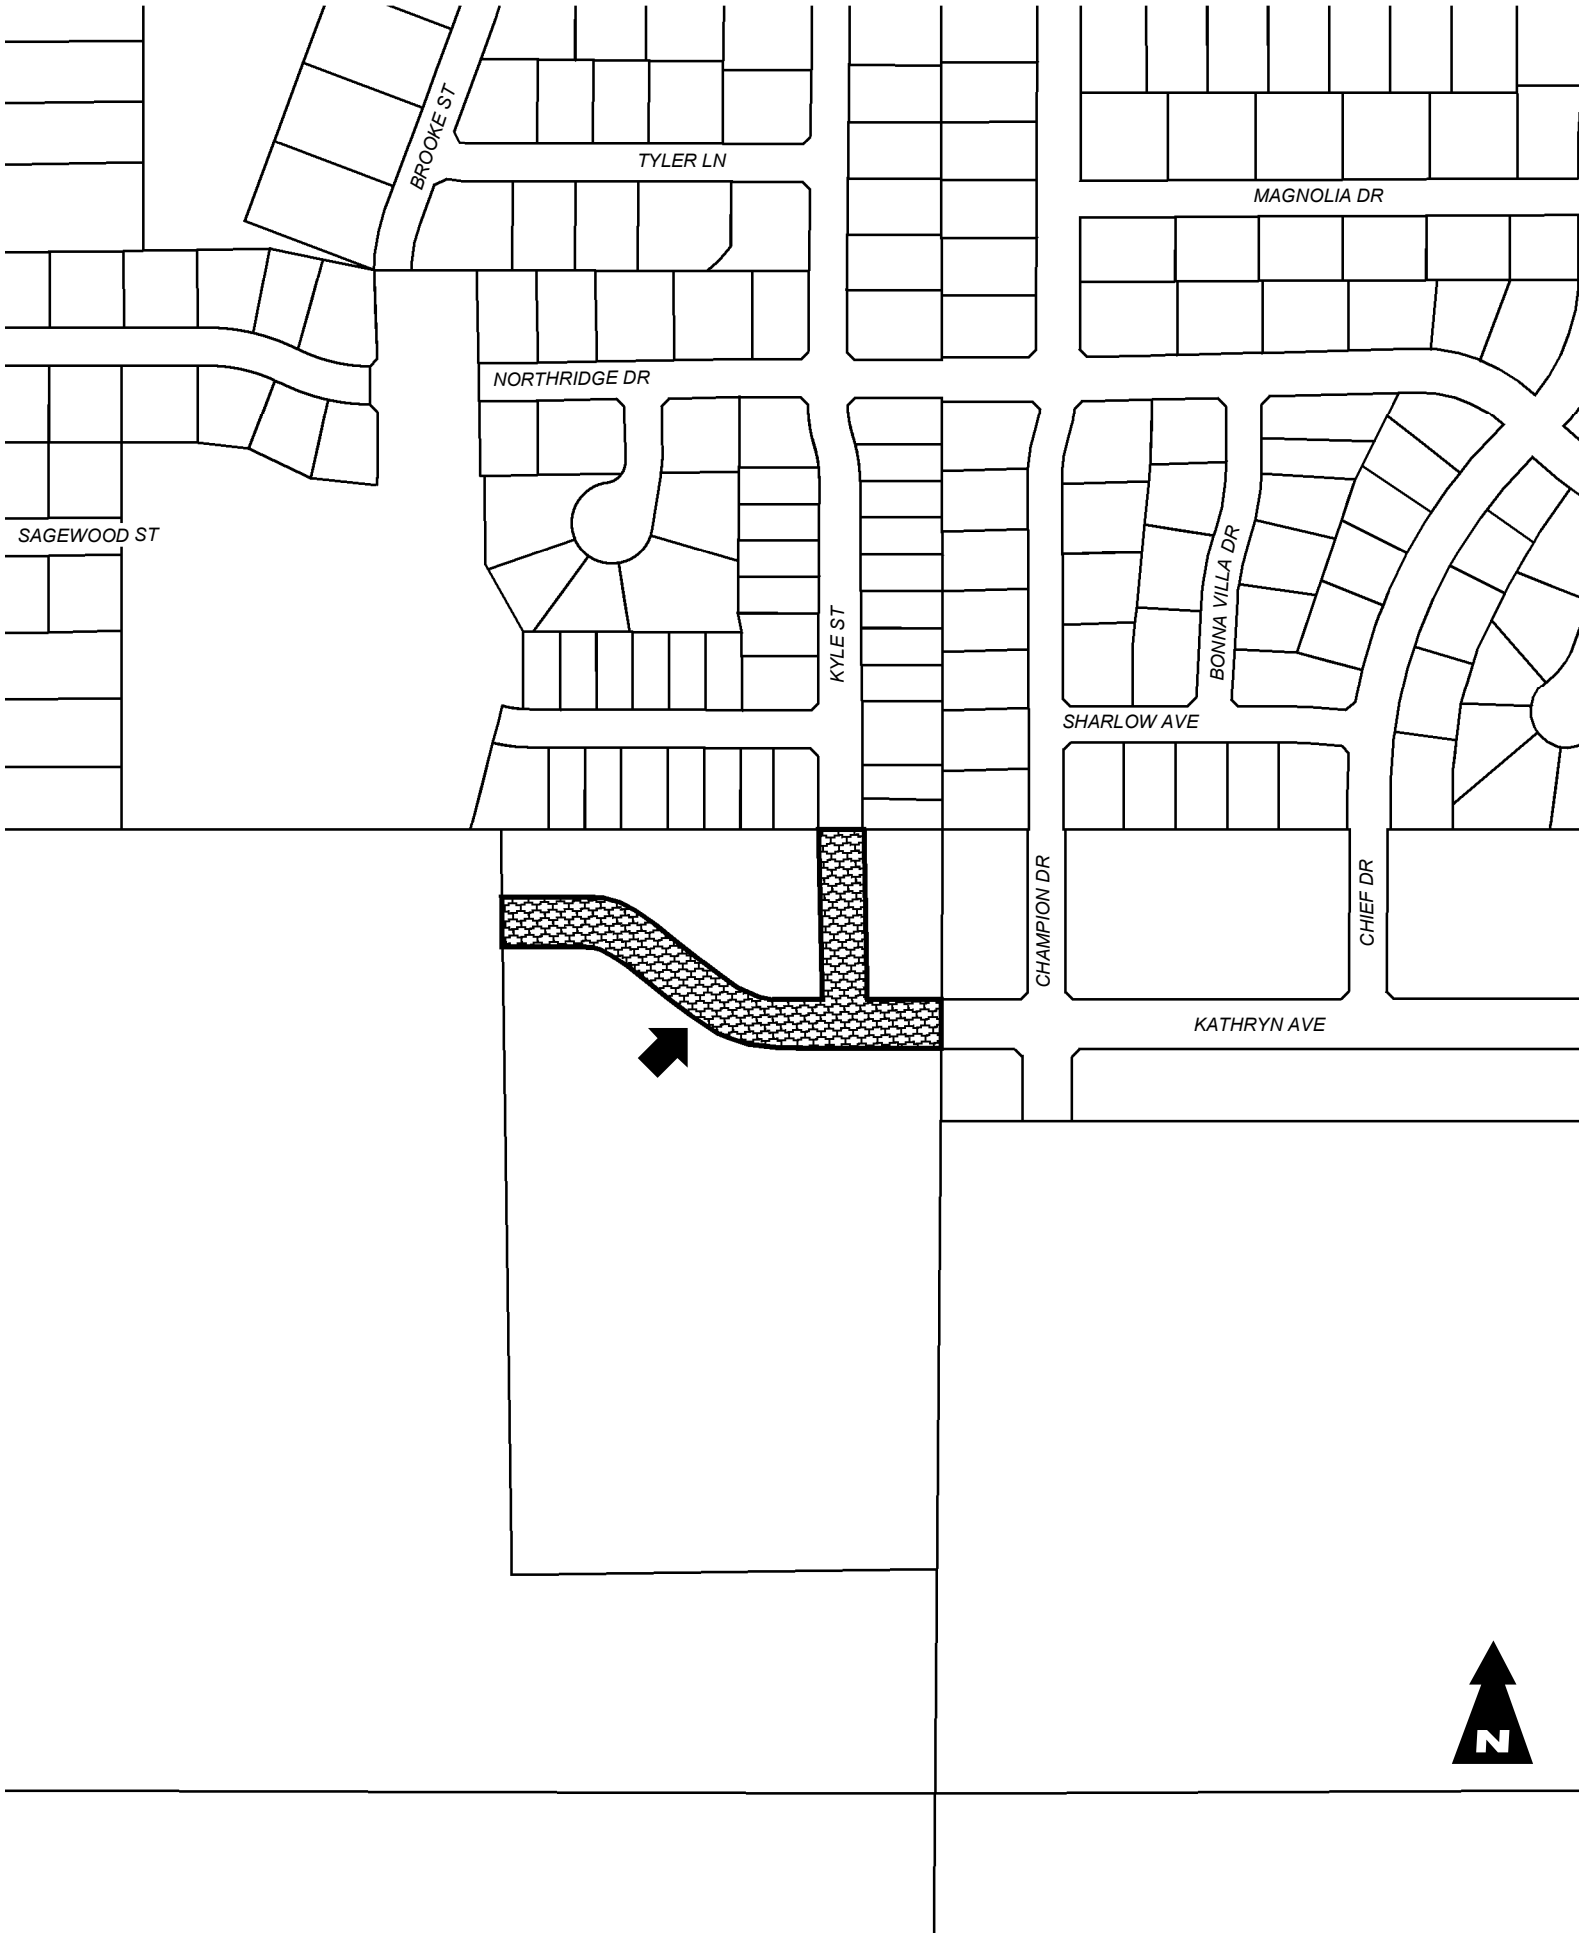 BROOKE ST
TYLER LN
MAGNOLIA DR
NORTHRIDGE DR
SAGEWOOD ST
KYLE ST
BONNA VILLA DR
SHARLOW AVE
CHAMPION DR
CHIEF DR
KATHRYN AVE
N